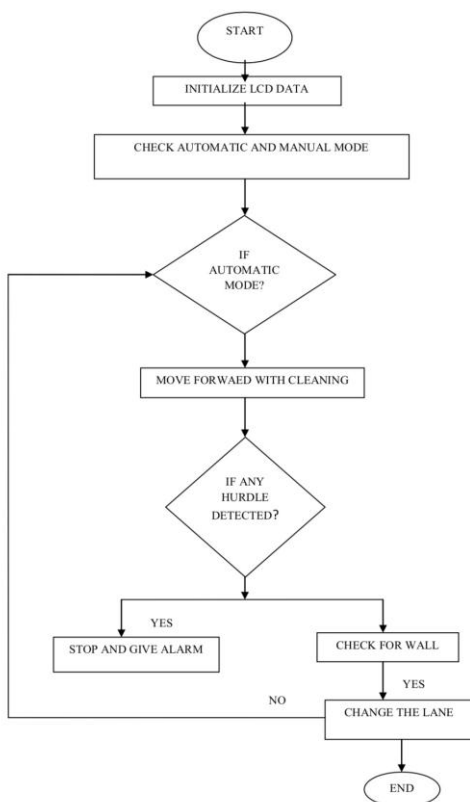 START
INITIALIZE LCD DATA
CHECK AUTOMATIC AND MANUAL MODE
IF
AUTOMATIC
MODE?
MOVE FORWAED WITH CLEANING
IF ANY
HURDLE
DETECTED?
YES
STOP AND GIVE ALARM
CHECK FOR WALL
YES
NO
CHANGE THE LANE
END